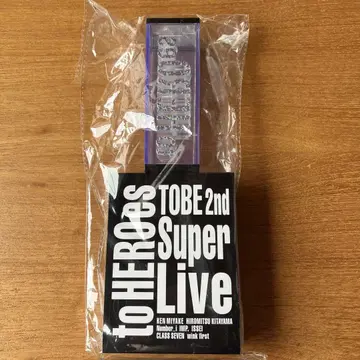 to HEROes
TOBE 2nd
Super
Live
KEN MIYAKE HIROMITSU KITAYAMA
Number_i IMP. ISSEI
CLASS SEVEN wink first